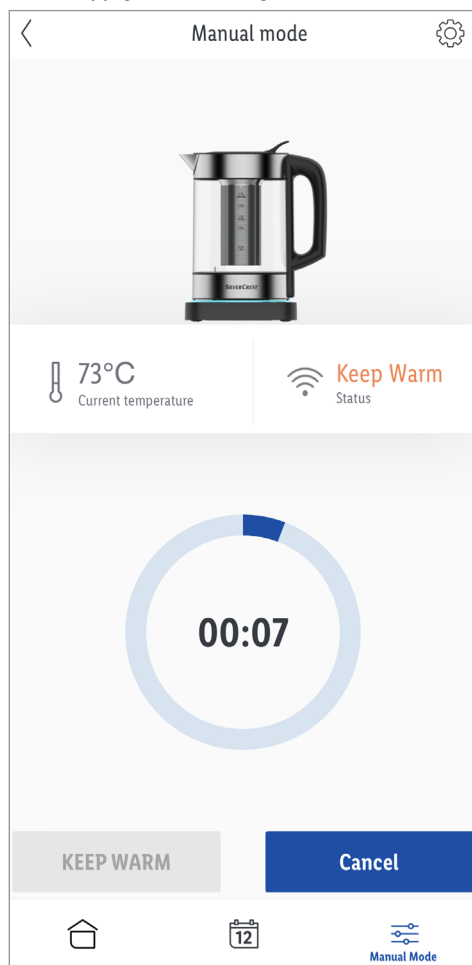 Manual mode
SILVERCREST
73°C
Current temperature
Keep Warm
Status
00:07
KEEP WARM
Cancel
12
Manual Mode